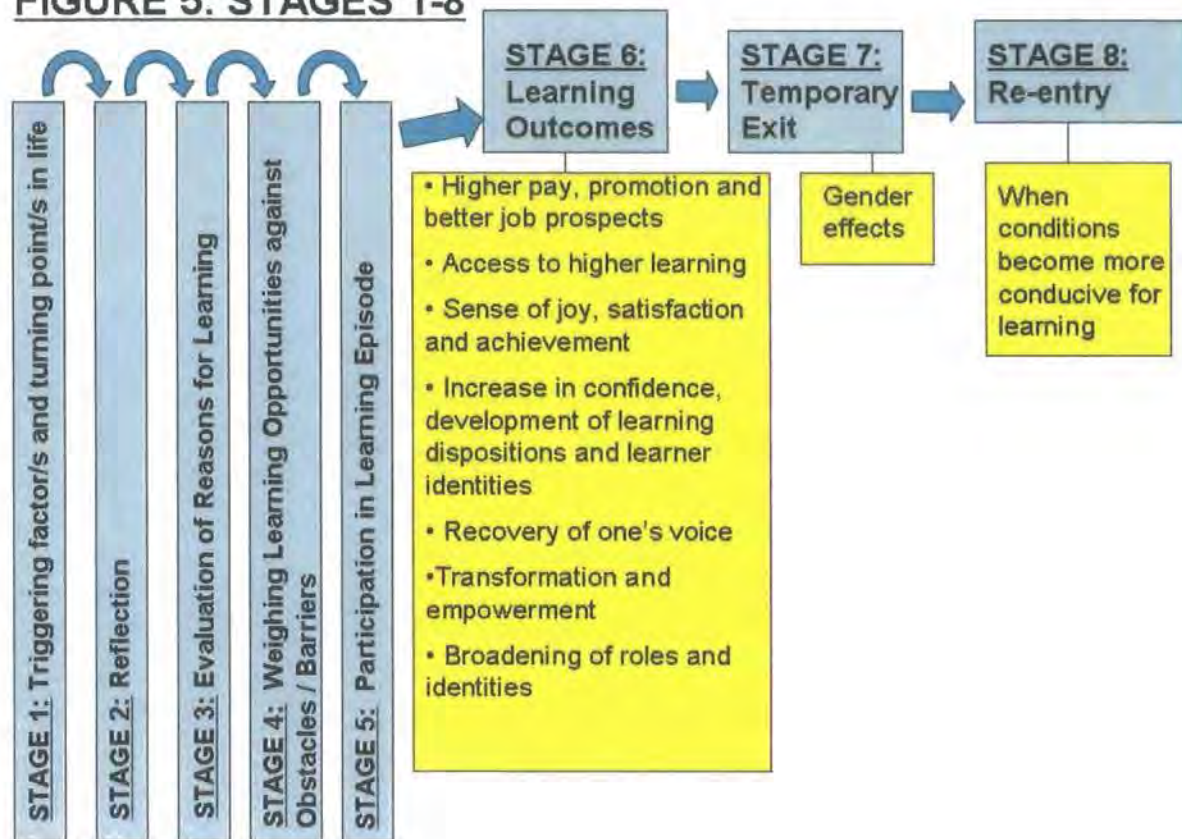 FIGURE 5: STAGES 1-8
STAGE 1: Triggering factor/s and turning point/s in life
STAGE 2: Reflection
STAGE 3: Evaluation of Reasons for Learning
STAGE 4: Weighing Learning Opportunities against
Obstacles / Barriers
STAGE 5: Participation in Learning Episode
STAGE 6:
Learning
Outcomes
• Higher pay, promotion and
better job prospects
• Access to higher learning
• Sense of joy, satisfaction
and achievement
• Increase in confidence,
development of learning
dispositions and learner
identities
• Recovery of one's voice
•Transformation and
empowerment
• Broadening of roles and
identities
STAGE 7:
Temporary
Exit
Gender
effects
STAGE 8:
Re-entry
When
conditions
become more
conducive for
learning